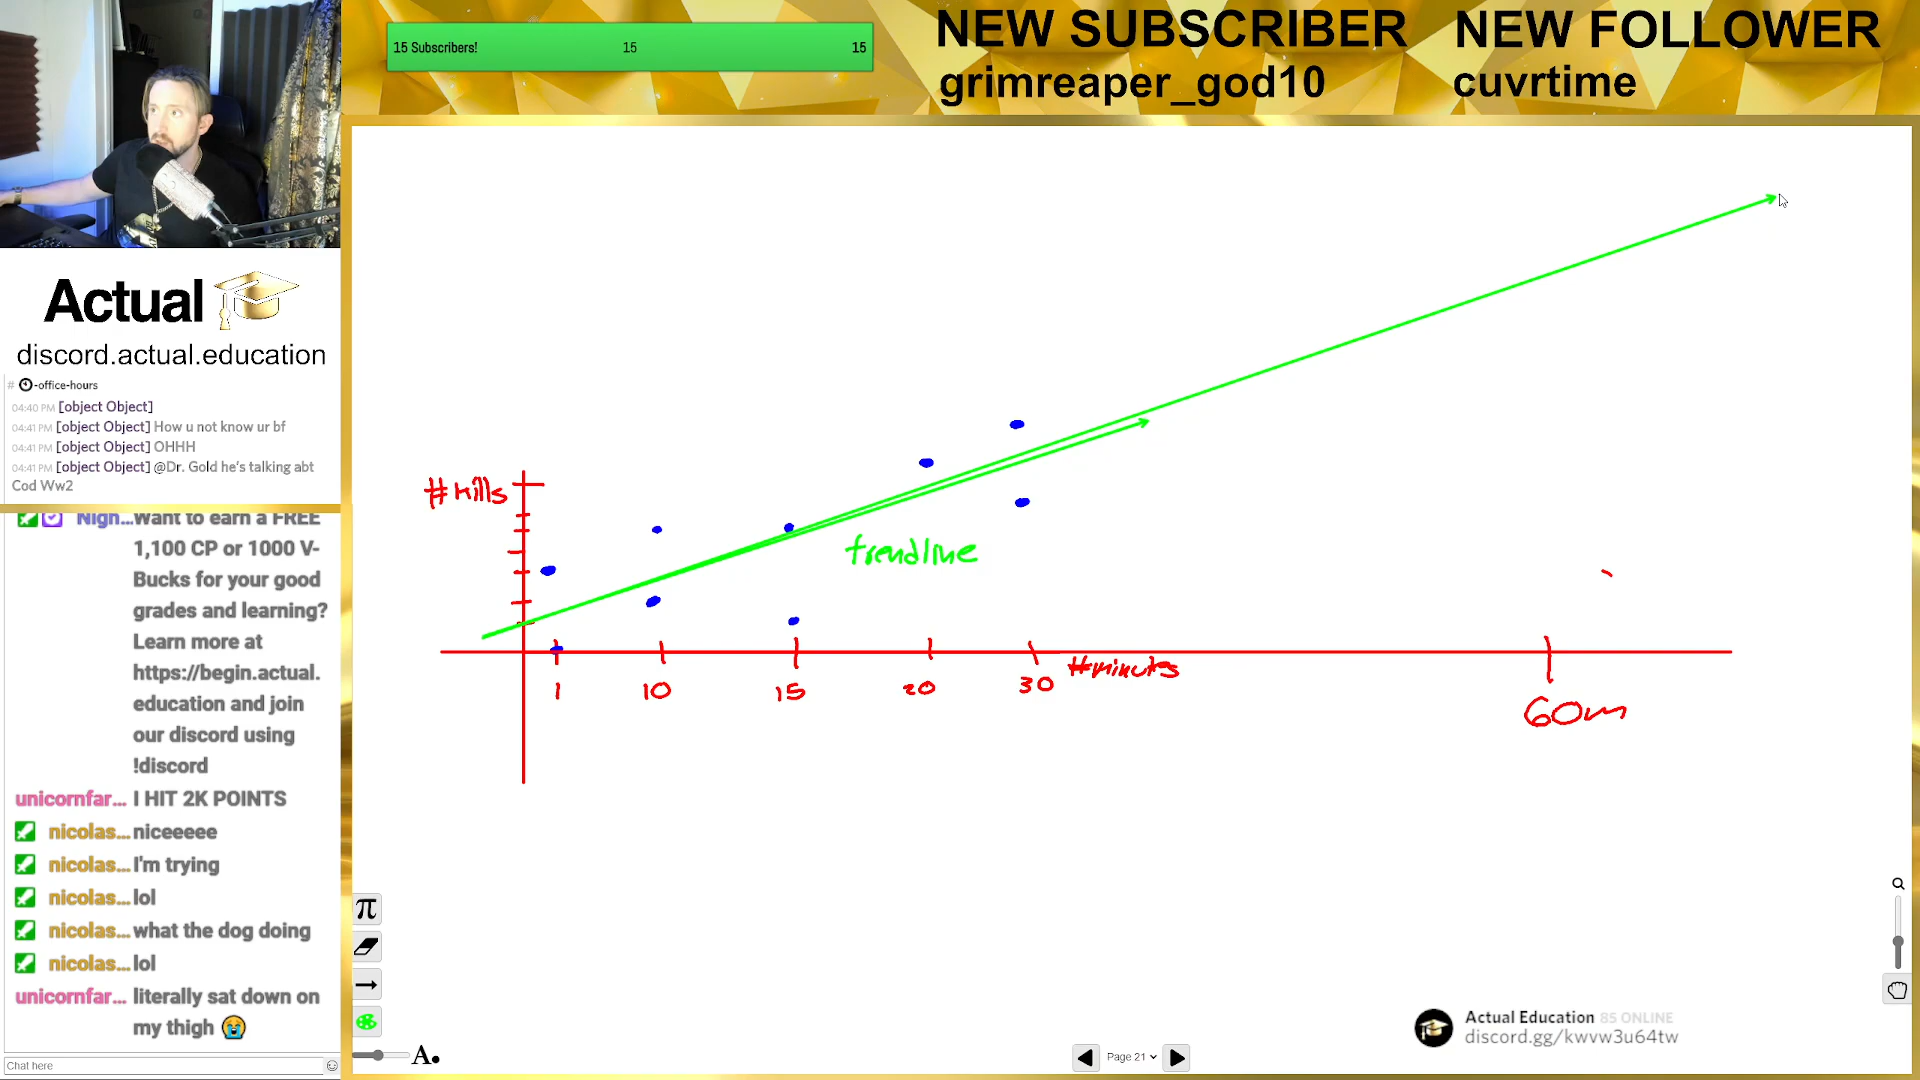 15 Subscribers!
15
15
NEW SUBSCRIBER
grimreaper_god10
NEW FOLLOWER
cuvrtime
Actual
discord.actual.education
# -office-hours
04:40 PM [object Object]
04:41 PM [object Object] How u not know ur bf
04:41 PM [object Object] OHHH
04:41 PM [object Object] @Dr. Gold he's talking abt
Cod Ww2
Nigh...Want to earn a FREE
1,100 CP or 1000 V-
Bucks for your good
grades and learning?
Learn more at
https://begin.actual.
education and join
our discord using
!discord
unicornfar... I HIT 2K POINTS
nicolas...niceeeee
nicolas...I'm trying
nicolas...lol
nicolas...what the dog doing
nicolas...lol
unicornfar... literally sat down on
my thigh 😭
Chat here
#kills
trendline
#minutes
1
10
15
20
30
60m
π
A.
Page 21
Actual Education 85 ONLINE
discord.gg/kwvw3u64tw